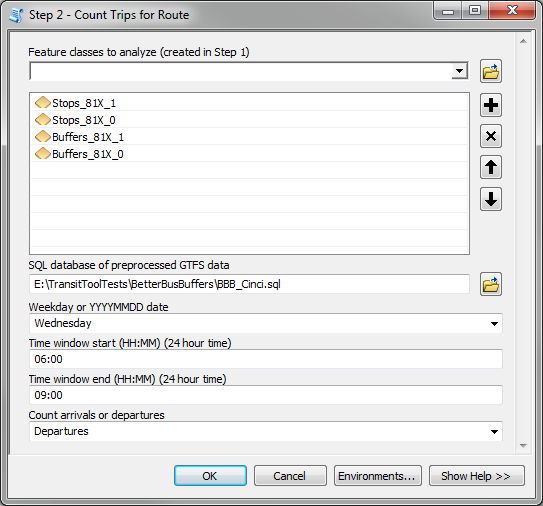 Step 2 - Count Trips for Route
Feature classes to analyze (created in Step 1)
Stops_81X_1
Stops_81X_0
Buffers_81X_1
Buffers_81X_0
SQL database of preprocessed GTFS data
E:\TransitToolTests\BetterBusBuffers\BBB_Cinci.sql
Weekday or YYYYMMDD date
Wednesday
Time window start (HH:MM) (24 hour time)
06:00
Time window end (HH:MM) (24 hour time)
09:00
Count arrivals or departures
Departures
OK Cancel Environments... Show Help >>